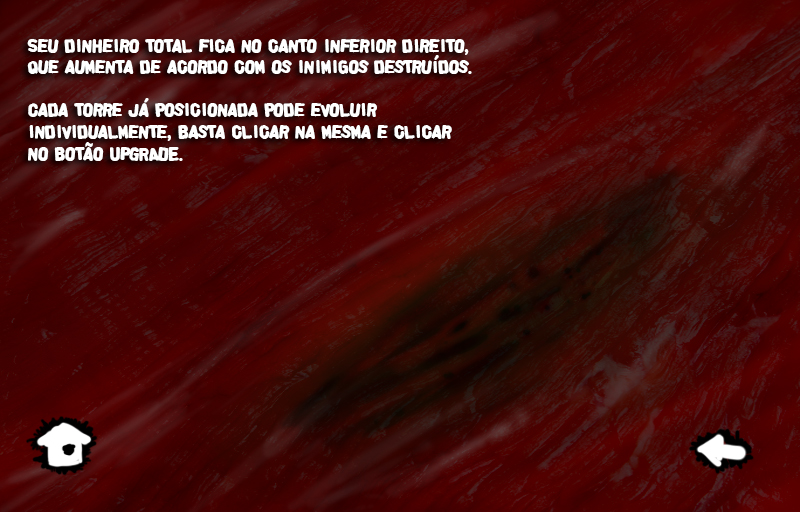 SEU DINHEIRO TOTAL FICA NO CANTO INFERIOR DIREITO,
QUE AUMENTA DE ACORDO COM OS INIMIGOS DESTRUÍDOS.
CADA TORRE JÁ POSICIONADA PODE EVOLUIR
INDIVIDUALMENTE, BASTA CLICAR NA MESMA E CLICAR
NO BOTÃO UPGRADE.